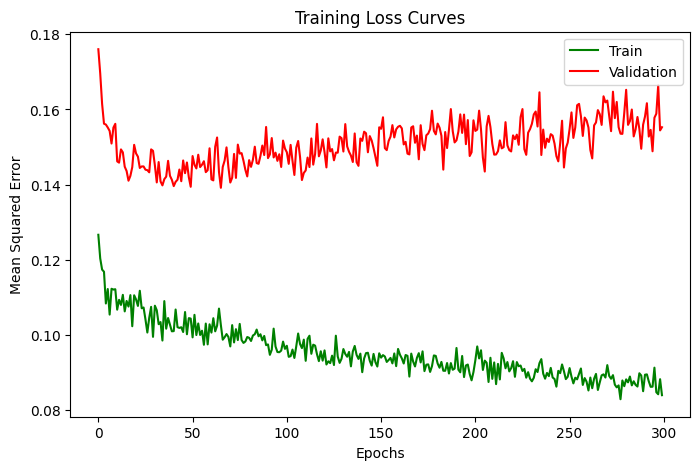 Training Loss Curves
Train
Validation
Mean Squared Error
0.18
0.16
0.14
0.12
0.10
0.08
0
50
100
150
200
250
300
Epochs